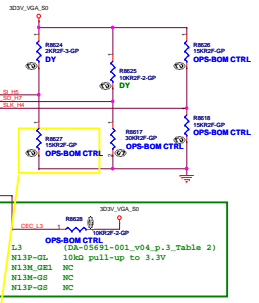 3D3V_VGA_S0
R8624
2KR2F-3-GP
DY
R8625
10KR2F-2-GP
DY
R8626
15KR2F-GP
OPS-BOM CTRL
SI_H5
SO_H7
SLK_H4
R8627
15KR2F-GP
OPS-BOM CTRL
R8617
30KR2F-GP
OPS-BOM CTRL
R8618
15KR2F-GP
OPS-BOM CTRL
3D3V_VGA_S0
CEC_L3
R8628
10KR2F-2-GP
OPS-BOM CTRL
L3 (DA-05691-001_v04_p.3_Table 2)
N13P-GL 10kΩ pull-up to 3.3V
N13M_GE1 NC
N13M-GS NC
N13P-GS NC